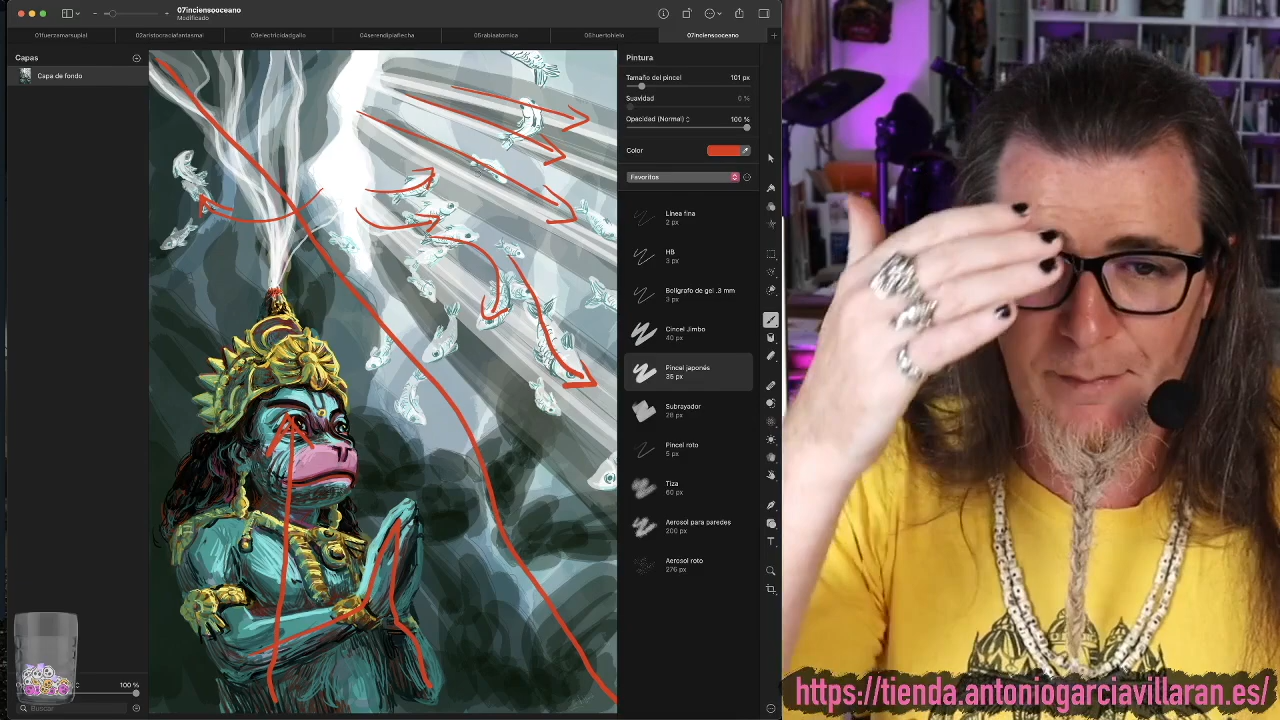 07inciensooceano
Modificado
01fuerzamarsupial
02aristocraciafantasmal
03electricidadgallo
04serendipiaflecha
05rabiaatomica
06huertohielo
07inciensooceano
Capas
Capa de fondo
Pintura
Tamaño del pincel 101 px
Suavidad 0 %
Opacidad (Normal) 100 %
Color
Favoritos
Línea fina
2 px
HB
3 px
Bolígrafo de gel .3 mm
3 px
Cincel Jimbo
40 px
Pincel japonés
35 px
Subrayador
28 px
Pincel roto
5 px
Tiza
60 px
Aerosol para paredes
200 px
Aerosol roto
276 px
100 %
Buscar
https://tienda.antoniogarciavillaran.es/